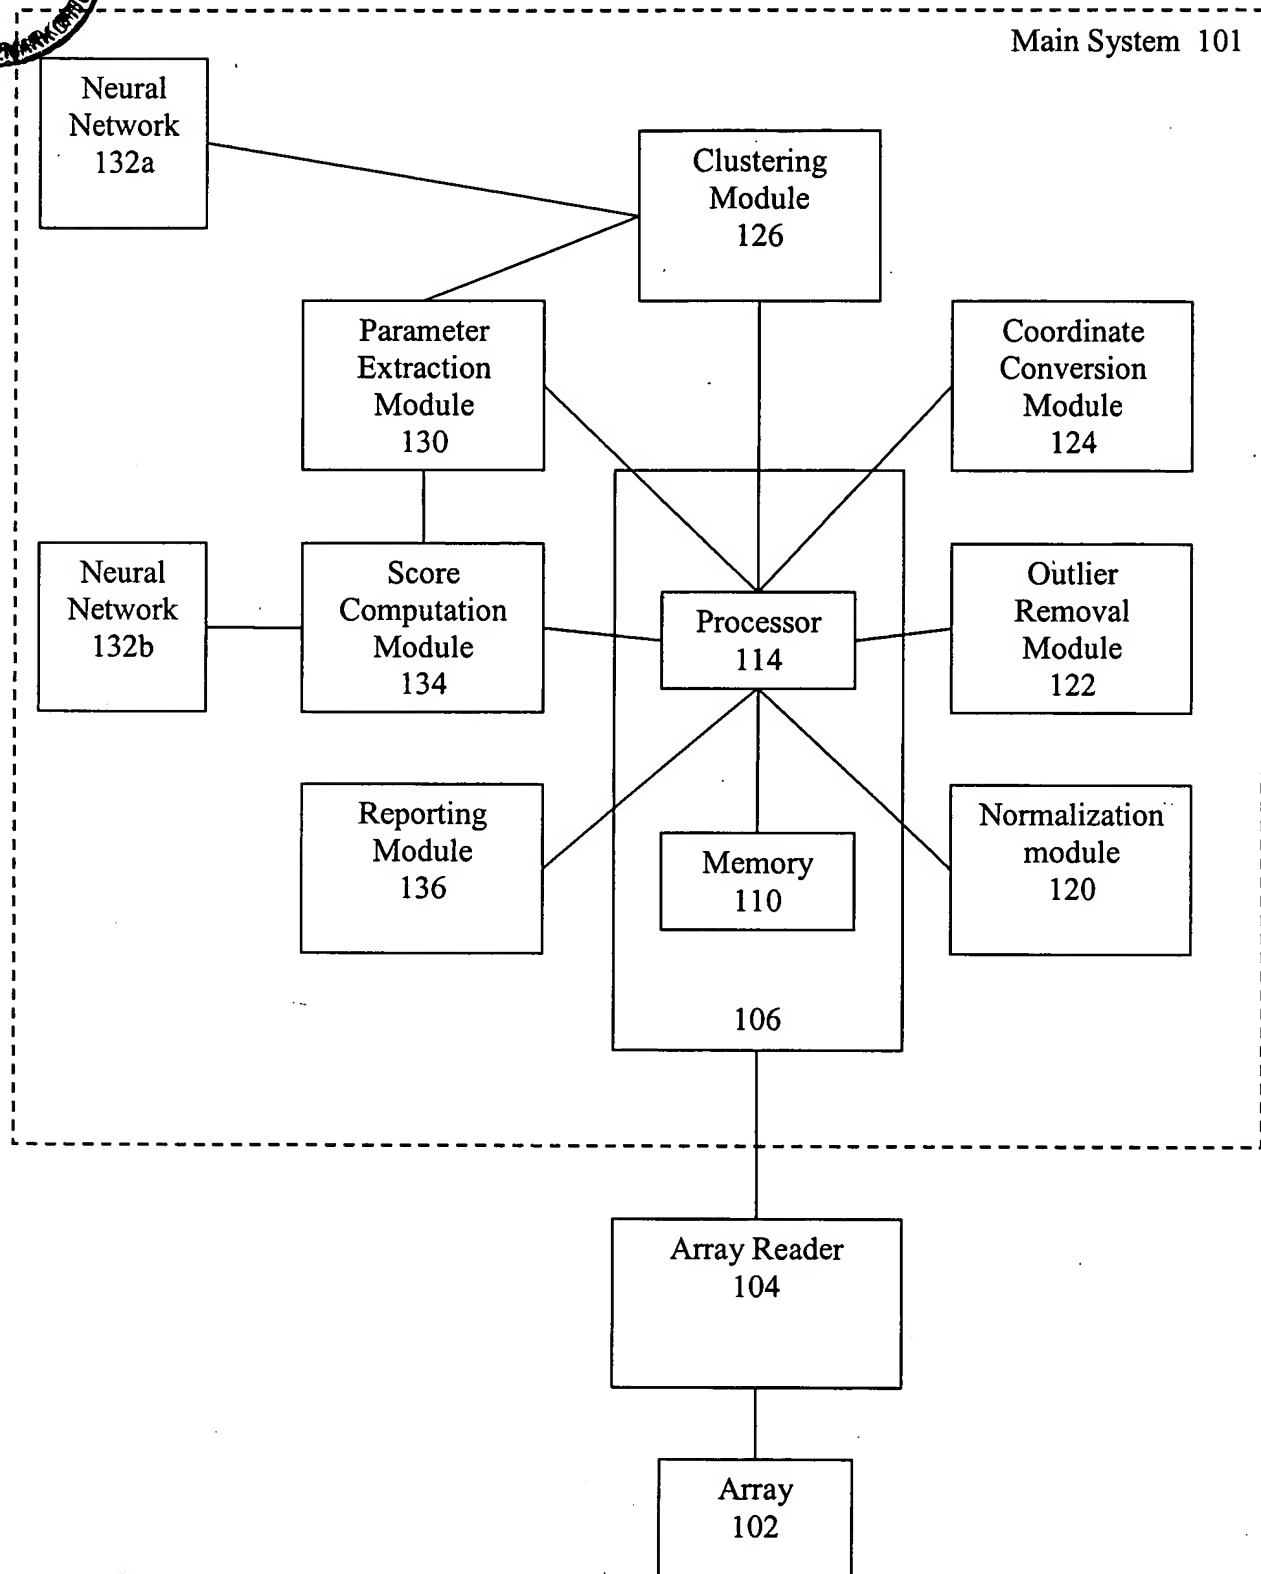 Main System 101
Neural
Network
132a
Clustering
Module
126
Parameter
Extraction
Module
130
Coordinate
Conversion
Module
124
Neural
Network
132b
Score
Computation
Module
134
Processor
114
Outlier
Removal
Module
122
Reporting
Module
136
Memory
110
Normalization
module
120
106
Array Reader
104
Array
102